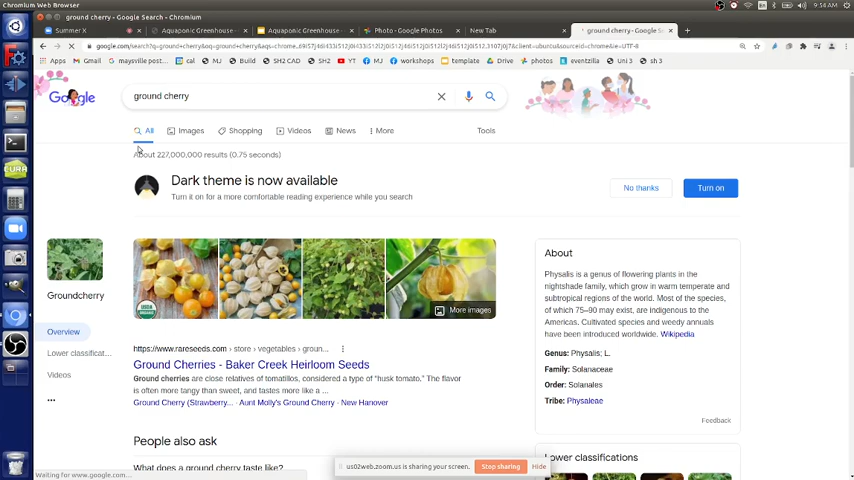 Chromium Web Browser
9:54 AM
ground cherry - Google Search - Chromium
Summer X
Aquaponic Greenhouse
Aquaponic Greenhouse
Photo - Google Photos
New Tab
ground cherry - Google S
Apps
Gmail
maysville post...
cal
MJ
Build
SH2 CAD
SH2
YT
MJ
workshops
template
Drive
photos
eventzilla
Uni 3
sh 3
Google
ground cherry
All
Images
Shopping
Videos
News
More
Tools
About 227,000,000 results (0.75 seconds)
Dark theme is now available
Turn it on for a more comfortable reading experience while you search
No thanks
Turn on
Groundcherry
Overview
Lower classificat...
Videos
More images
https://www.rareseeds.com › store › vegetables › groun...
Ground Cherries - Baker Creek Heirloom Seeds
Ground cherries are close relatives of tomatillos, considered a type of "husk tomato." The flavor
is often more tangy than sweet, and tastes more like a ...
Ground Cherry (Strawberry... · Aunt Molly's Ground Cherry · New Hanover
People also ask
What does a ground cherry taste like?
About
Physalis is a genus of flowering plants in the
nightshade family, which grow in warm temperate and
subtropical regions of the world. Most of the species,
of which 75–90 may exist, are indigenous to the
Americas. Cultivated species and weedy annuals
have been introduced worldwide. Wikipedia
Genus: Physalis; L.
Family: Solanaceae
Order: Solanales
Tribe: Physaleae
Feedback
Lower classifications
us02web.zoom.us is sharing your screen.
Stop sharing
Hide
Waiting for www.google.com...